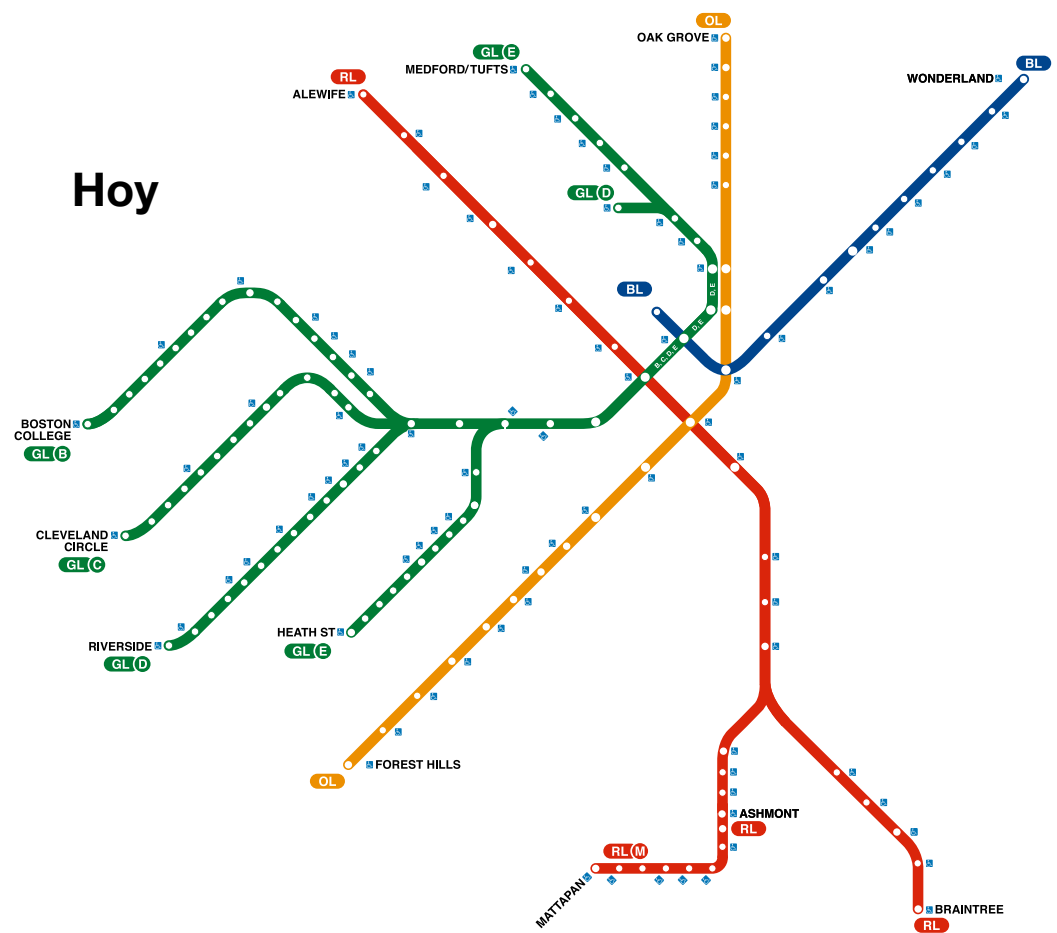 OL
OAK GROVE
GL E
MEDFORD/TUFTS
BL
WONDERLAND
RL
ALEWIFE
Hoy
GL D
D, E
BL
D, E
B, C, D, E
BOSTON
COLLEGE
GL B
CLEVELAND
CIRCLE
GL C
RIVERSIDE
GL D
HEATH ST
GL E
OL
FOREST HILLS
ASHMONT
RL
RL M
MATTAPAN
BRAINTREE
RL